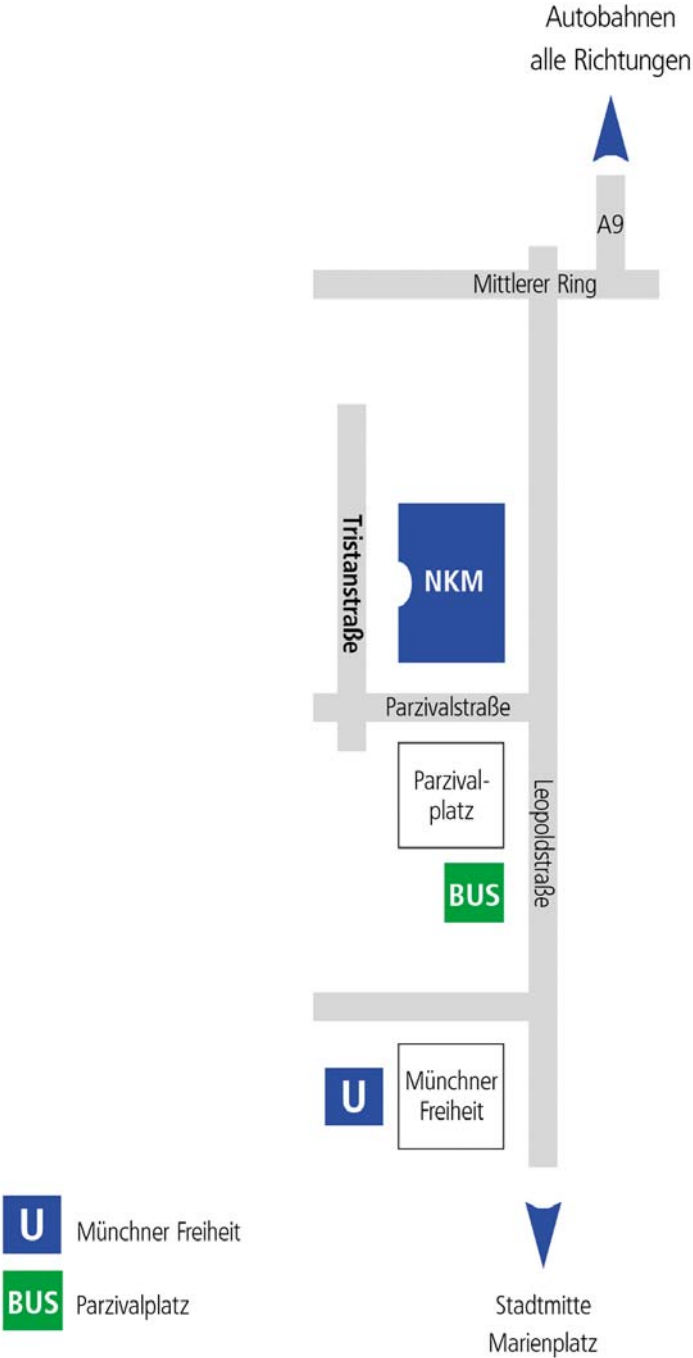 Autobahnen
alle Richtungen
A9
Mittlerer Ring
Tristanstraße
NKM
Parzivalstraße
Parzival-
platz
Leopoldstraße
BUS
U
Münchner
Freiheit
U Münchner Freiheit
BUS Parzivalplatz
Stadtmitte
Marienplatz